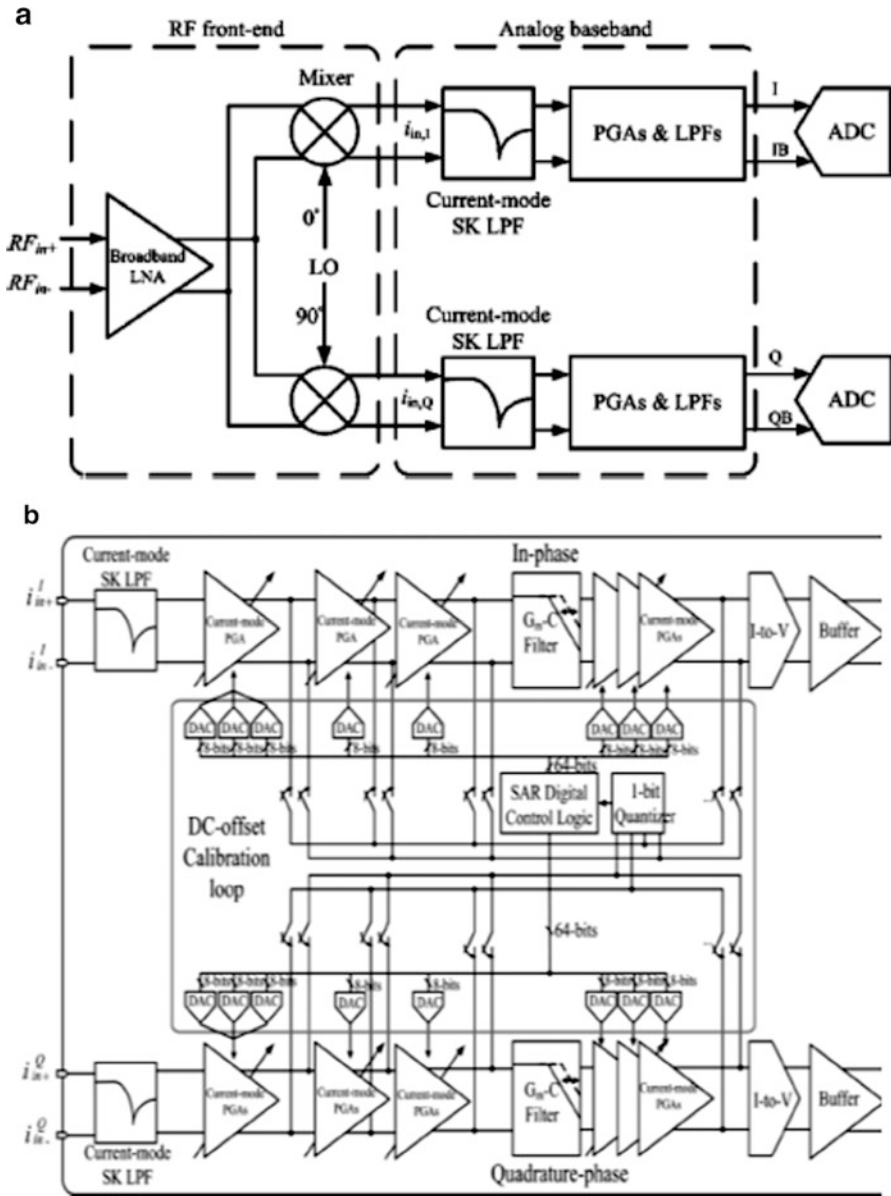 a
RF front-end
Analog baseband
Mixer
i_in,I
I
IB
PGAs & LPFs
ADC
Current-mode
SK LPF
RF_in+
RF_in-
Broadband
LNA
0°
LO
90°
Current-mode
SK LPF
i_in,Q
PGAs & LPFs
Q
QB
ADC
b
Current-mode
SK LPF
In-phase
i^I_in+
i^I_in-
Current-mode
PGA
Current-mode
PGA
Current-mode
PGA
G_m-C
Filter
Current-mode
PGAs
I-to-V
Buffer
DAC DAC DAC DAC DAC DAC DAC DAC
8-bits 8-bits 8-bits 8-bits 8-bits 8-bits 8-bits 8-bits
64-bits
SAR Digital
Control Logic
1-bit
Quantizer
DC-offset
Calibration
loop
64-bits
8-bits 8-bits 8-bits 8-bits 8-bits 8-bits 8-bits 8-bits
DAC DAC DAC DAC DAC DAC DAC DAC
i^Q_in+
i^Q_in-
Current-mode
PGAs
Current-mode
PGAs
Current-mode
PGAs
G_m-C
Filter
Current-mode
PGAs
I-to-V
Buffer
Current-mode
SK LPF
Quadrature-phase